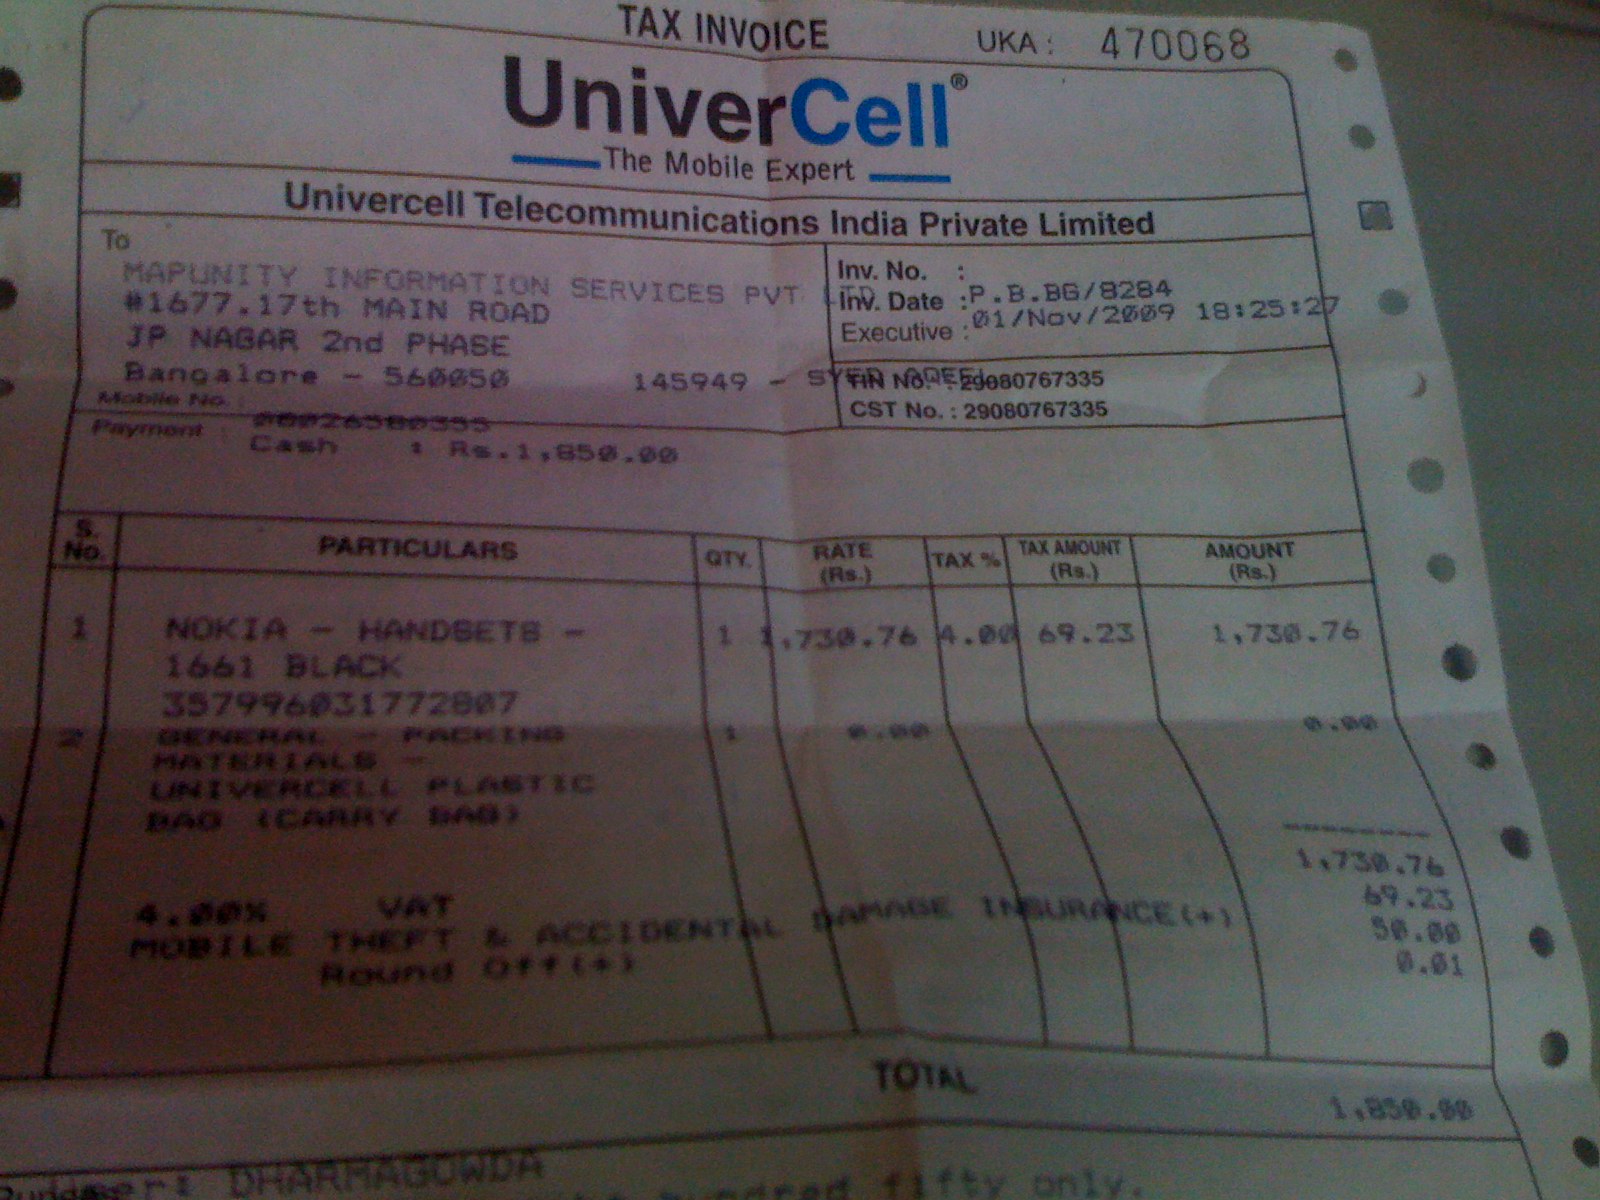 TAX INVOICE
UKA: 470068
UniverCell®
The Mobile Expert
Univercell Telecommunications India Private Limited
To
MAPUNITY INFORMATION SERVICES PVT. LTD
#1677.17th MAIN ROAD
JP NAGAR 2nd PHASE
Bangalore - 560050 145949 -
Inv. No. : P.B.BG/8284
Inv. Date : 01/Nov/2009 18:25:27
Executive :
TIN No. : 29080767335
CST No. : 29080767335
Mobile No. :
Payment : Cash : Rs.1,850.00
S. No. PARTICULARS QTY. RATE (Rs.) TAX % TAX AMOUNT (Rs.) AMOUNT (Rs.)
1 NOKIA - HANDSETS - 1 1,730.76 4.00 69.23 1,730.76
1661 BLACK
357996031772807
2 GENERAL - PACKING 1 0.00 0.00
MATERIALS -
UNIVERCELL PLASTIC
BAG (CARRY BAG)
1,730.76
4.00% VAT 69.23
MOBILE THEFT & ACCIDENTAL DAMAGE INSURANCE(+) 50.00
Round Off(+) 0.01
TOTAL 1,850.00
fifty only.
DHARMAGOWDA